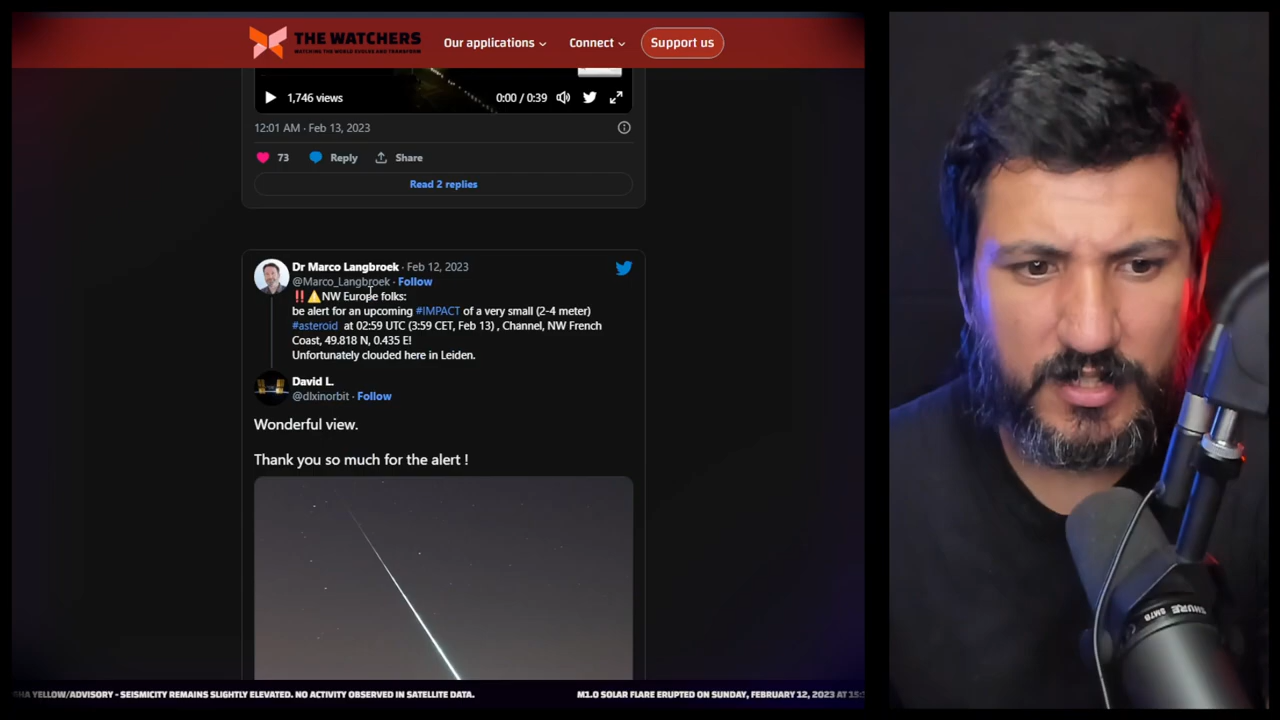 THE WATCHERS
WATCHING THE WORLD EVOLVE AND TRANSFORM
Our applications
Connect
Support us
1,746 views
0:00 / 0:39
12:01 AM · Feb 13, 2023
73
Reply
Share
Read 2 replies
Dr Marco Langbroek · Feb 12, 2023
@Marco_Langbroek · Follow
‼️⚠️NW Europe folks:
be alert for an upcoming #IMPACT of a very small (2-4 meter)
#asteroid at 02:59 UTC (3:59 CET, Feb 13) , Channel, NW French
Coast, 49.818 N, 0.435 E!
Unfortunately clouded here in Leiden.
David L.
@dlxinorbit · Follow
Wonderful view.
Thank you so much for the alert !
YELLOW/ADVISORY - SEISMICITY REMAINS SLIGHTLY ELEVATED. NO ACTIVITY OBSERVED IN SATELLITE DATA.
M1.0 SOLAR FLARE ERUPTED ON SUNDAY, FEBRUARY 12, 2023 AT
SHURE SM7B